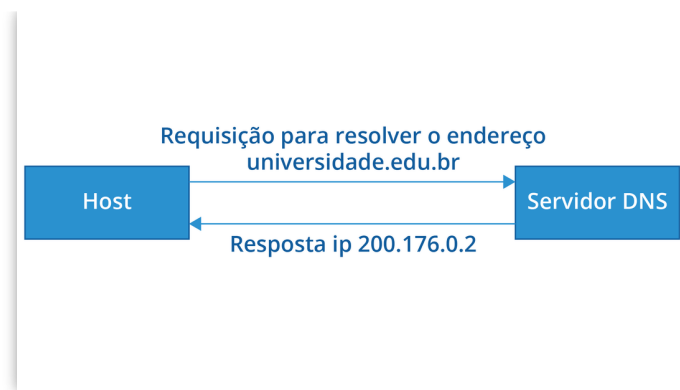 Requisição para resolver o endereço
universidade.edu.br
Host
Servidor DNS
Resposta ip 200.176.0.2